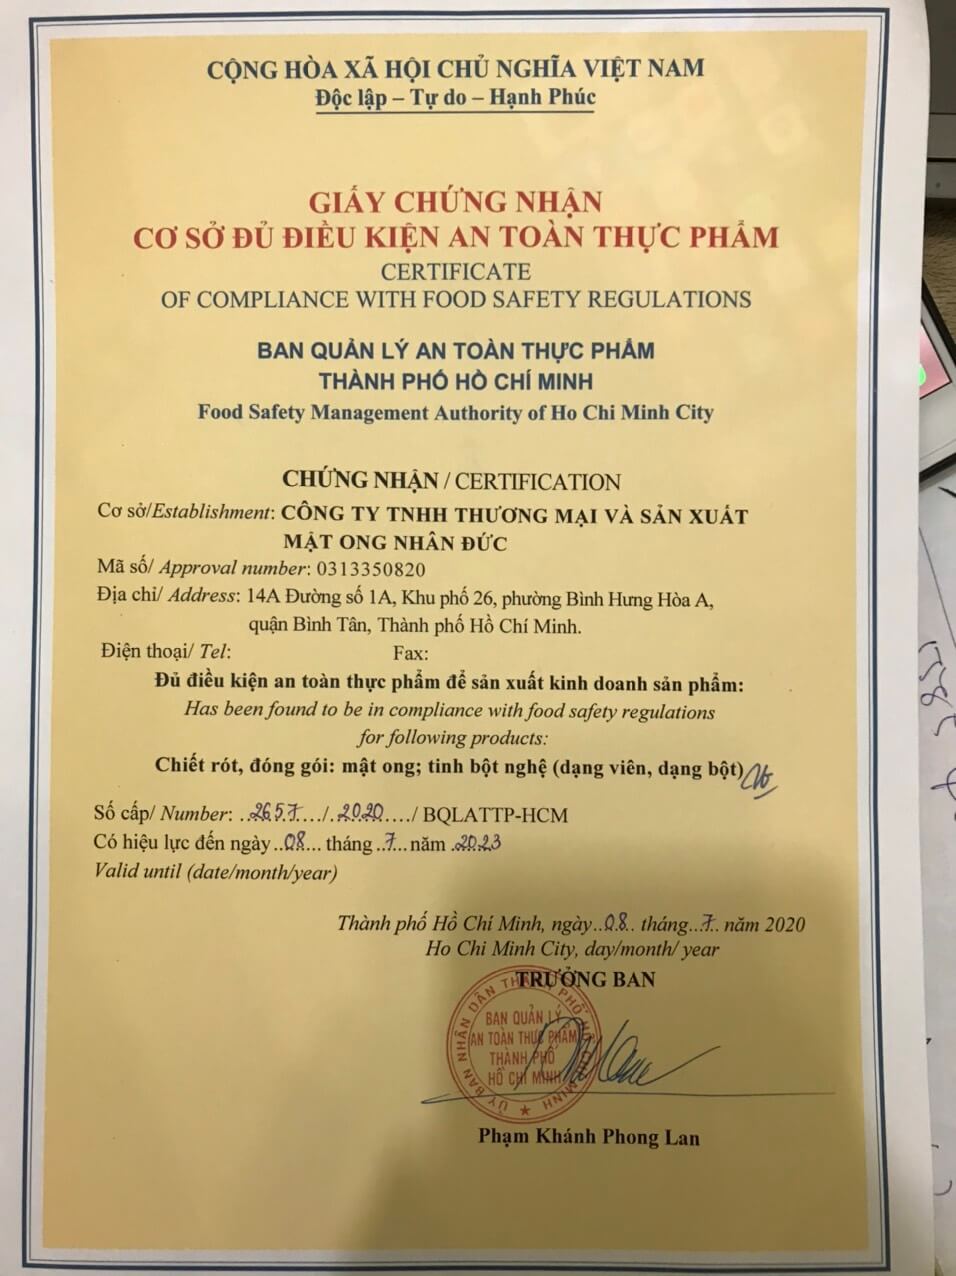 CỘNG HÒA XÃ HỘI CHỦ NGHĨA VIỆT NAM
Độc lập – Tự do – Hạnh Phúc
GIẤY CHỨNG NHẬN
CƠ SỞ ĐỦ ĐIỀU KIỆN AN TOÀN THỰC PHẨM
CERTIFICATE
OF COMPLIANCE WITH FOOD SAFETY REGULATIONS
BAN QUẢN LÝ AN TOÀN THỰC PHẨM
THÀNH PHỐ HỒ CHÍ MINH
Food Safety Management Authority of Ho Chi Minh City
CHỨNG NHẬN / CERTIFICATION
Cơ sở/Establishment: CÔNG TY TNHH THƯƠNG MẠI VÀ SẢN XUẤT
MẬT ONG NHÂN ĐỨC
Mã số/ Approval number: 0313350820
Địa chỉ/ Address: 14A Đường số 1A, Khu phố 26, phường Bình Hưng Hòa A,
quận Bình Tân, Thành phố Hồ Chí Minh.
Điện thoại/ Tel: Fax:
Đủ điều kiện an toàn thực phẩm để sản xuất kinh doanh sản phẩm:
Has been found to be in compliance with food safety regulations
for following products:
Chiết rót, đóng gói: mật ong; tinh bột nghệ (dạng viên, dạng bột)
Số cấp/ Number: ..2657..../.2020..../ BQLATTP-HCM
Có hiệu lực đến ngày ..08... tháng ..7... năm .2023
Valid until (date/month/year)
Thành phố Hồ Chí Minh, ngày..08.. tháng...7.. năm 2020
Ho Chi Minh City, day/month/ year
TRƯỞNG BAN
ỦY BAN NHÂN DÂN THÀNH PHỐ HỒ CHÍ MINH
BAN QUẢN LÝ
AN TOÀN THỰC PHẨM
THÀNH PHỐ
HỒ CHÍ MINH
Phạm Khánh Phong Lan